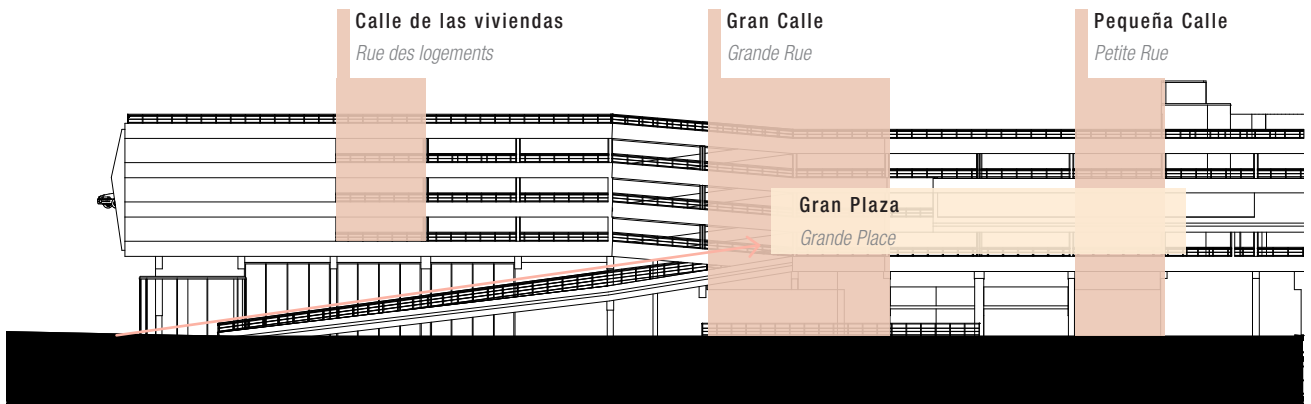 Calle de las viviendas
Rue des logements
Gran Calle
Grande Rue
Pequeña Calle
Petite Rue
Gran Plaza
Grande Place